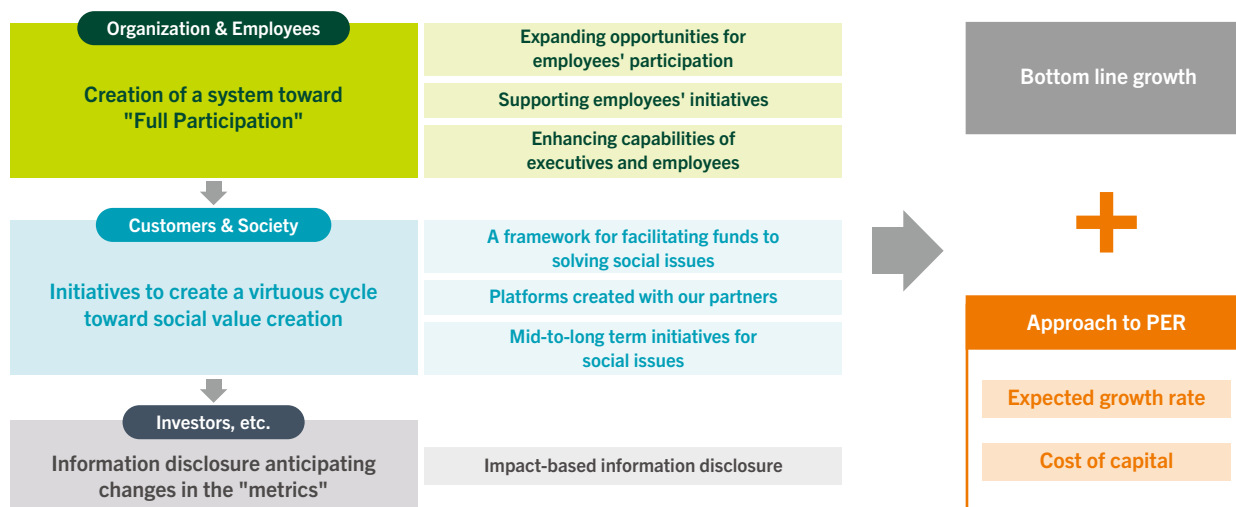 Organization & Employees
Creation of a system toward
"Full Participation"
Expanding opportunities for
employees' participation
Supporting employees' initiatives
Enhancing capabilities of
executives and employees
Customers & Society
Initiatives to create a virtuous cycle
toward social value creation
A framework for facilitating funds to
solving social issues
Platforms created with our partners
Mid-to-long term initiatives for
social issues
Investors, etc.
Information disclosure anticipating
changes in the "metrics"
Impact-based information disclosure
Bottom line growth
+
Approach to PER
Expected growth rate
Cost of capital